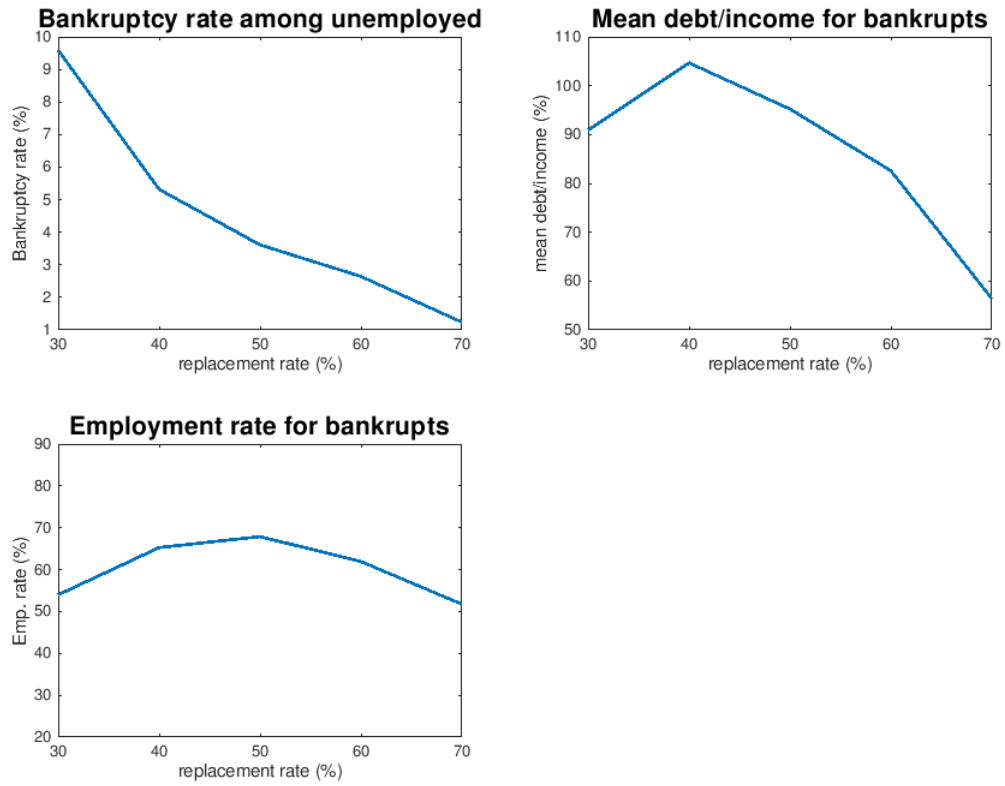 Bankruptcy rate among unemployed
10
9
8
7
6
5
4
3
2
1
Bankruptcy rate (%)
30 40 50 60 70
replacement rate (%)
Mean debt/income for bankrupts
110
100
90
80
70
60
50
mean debt/income (%)
30 40 50 60 70
replacement rate (%)
Employment rate for bankrupts
90
80
70
60
50
40
30
20
Emp. rate (%)
30 40 50 60 70
replacement rate (%)